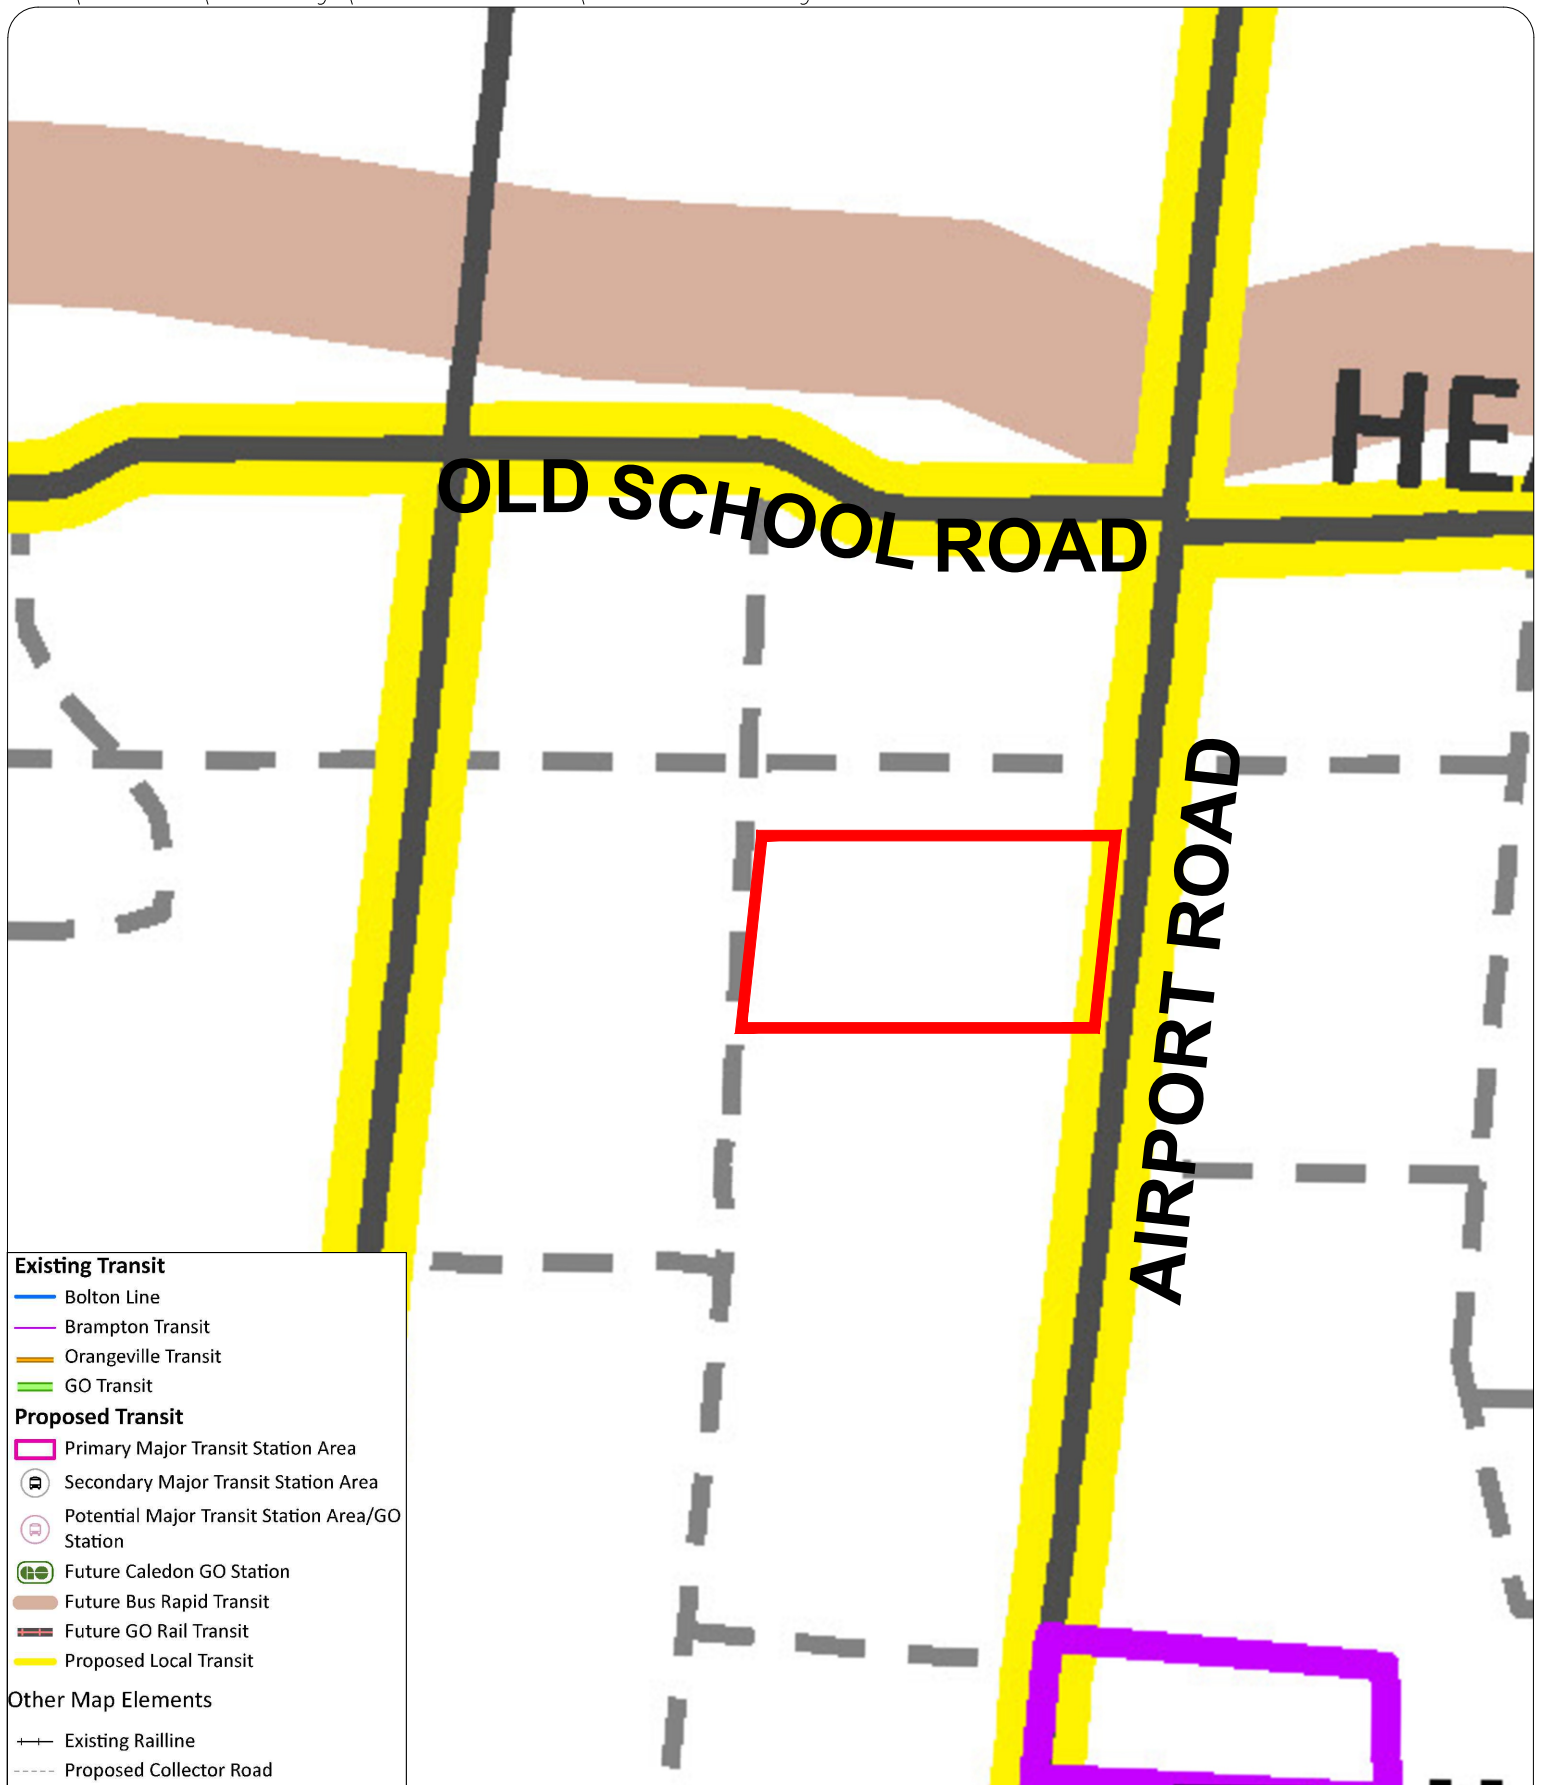 HE
OLD SCHOOL ROAD
AIRPORT ROAD
Existing Transit
Bolton Line
Brampton Transit
Orangeville Transit
GO Transit
Proposed Transit
Primary Major Transit Station Area
Secondary Major Transit Station Area
Potential Major Transit Station Area/GO
Station
Future Caledon GO Station
Future Bus Rapid Transit
Future GO Rail Transit
Proposed Local Transit
Other Map Elements
Existing Railline
Proposed Collector Road